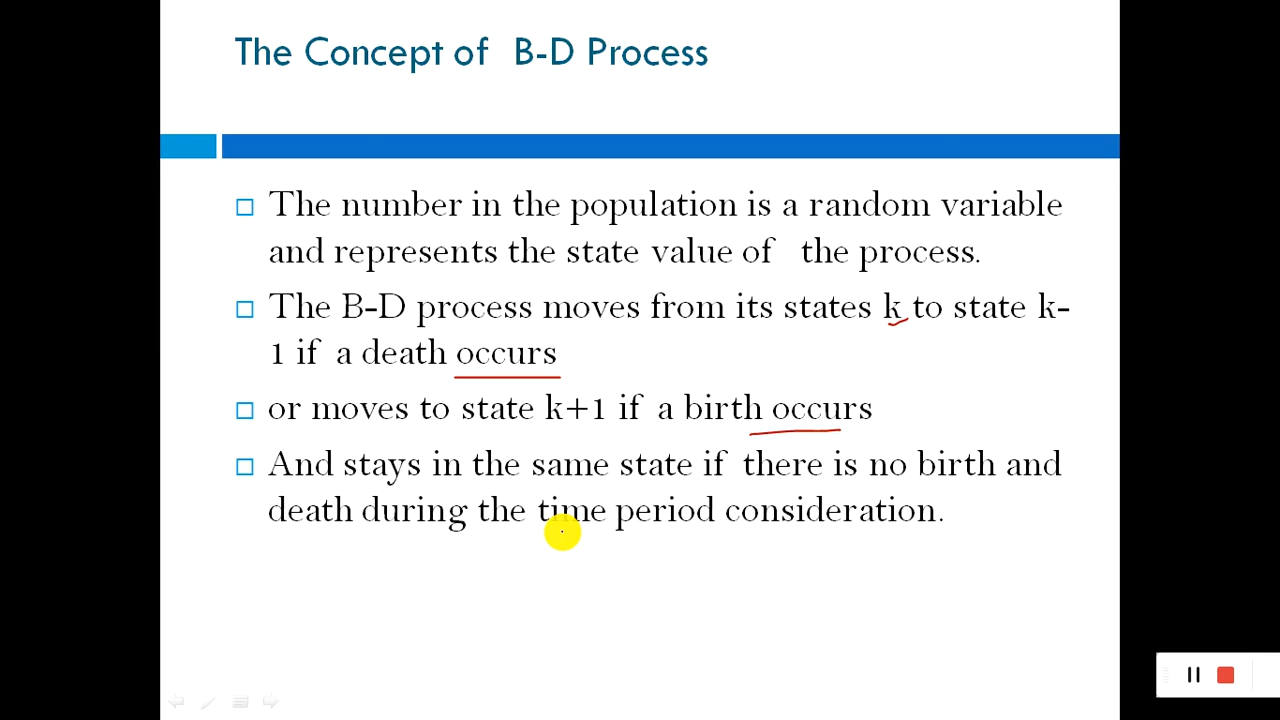 The Concept of B-D Process
The number in the population is a random variable
and represents the state value of the process.
The B-D process moves from its states k to state k-
1 if a death occurs
or moves to state k+1 if a birth occurs
And stays in the same state if there is no birth and
death during the time period consideration.